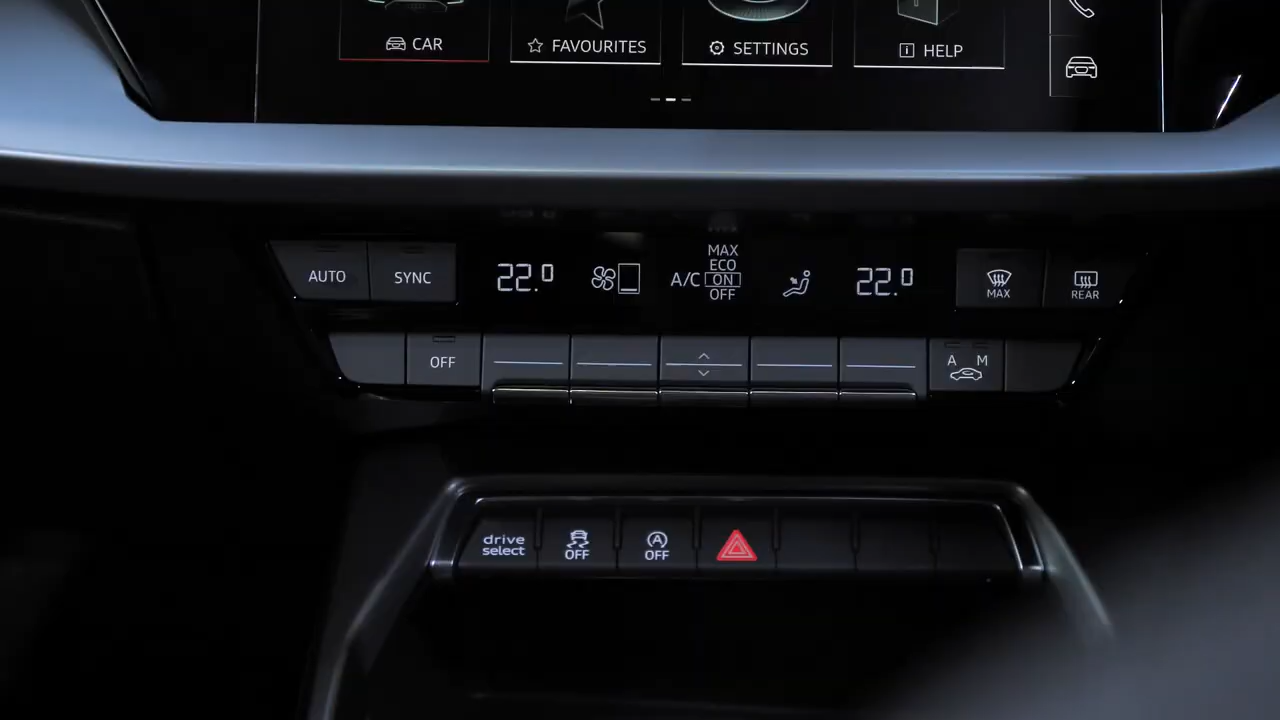 CAR
FAVOURITES
SETTINGS
HELP
AUTO
SYNC
22.0
A/C
MAX
ECO
ON
OFF
22.0
MAX
REAR
OFF
A M
drive
select
OFF
A
OFF